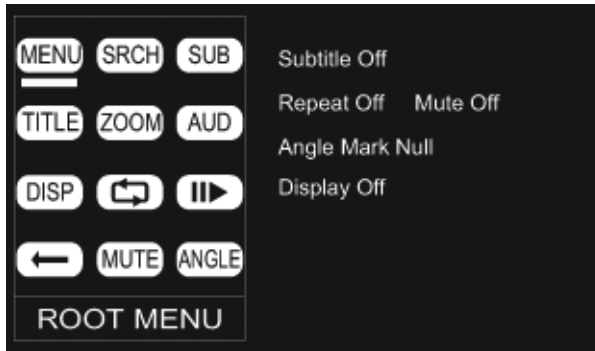 MENU SRCH SUB
TITLE ZOOM AUD
DISP
MUTE ANGLE
ROOT MENU
Subtitle Off
Repeat Off Mute Off
Angle Mark Null
Display Off